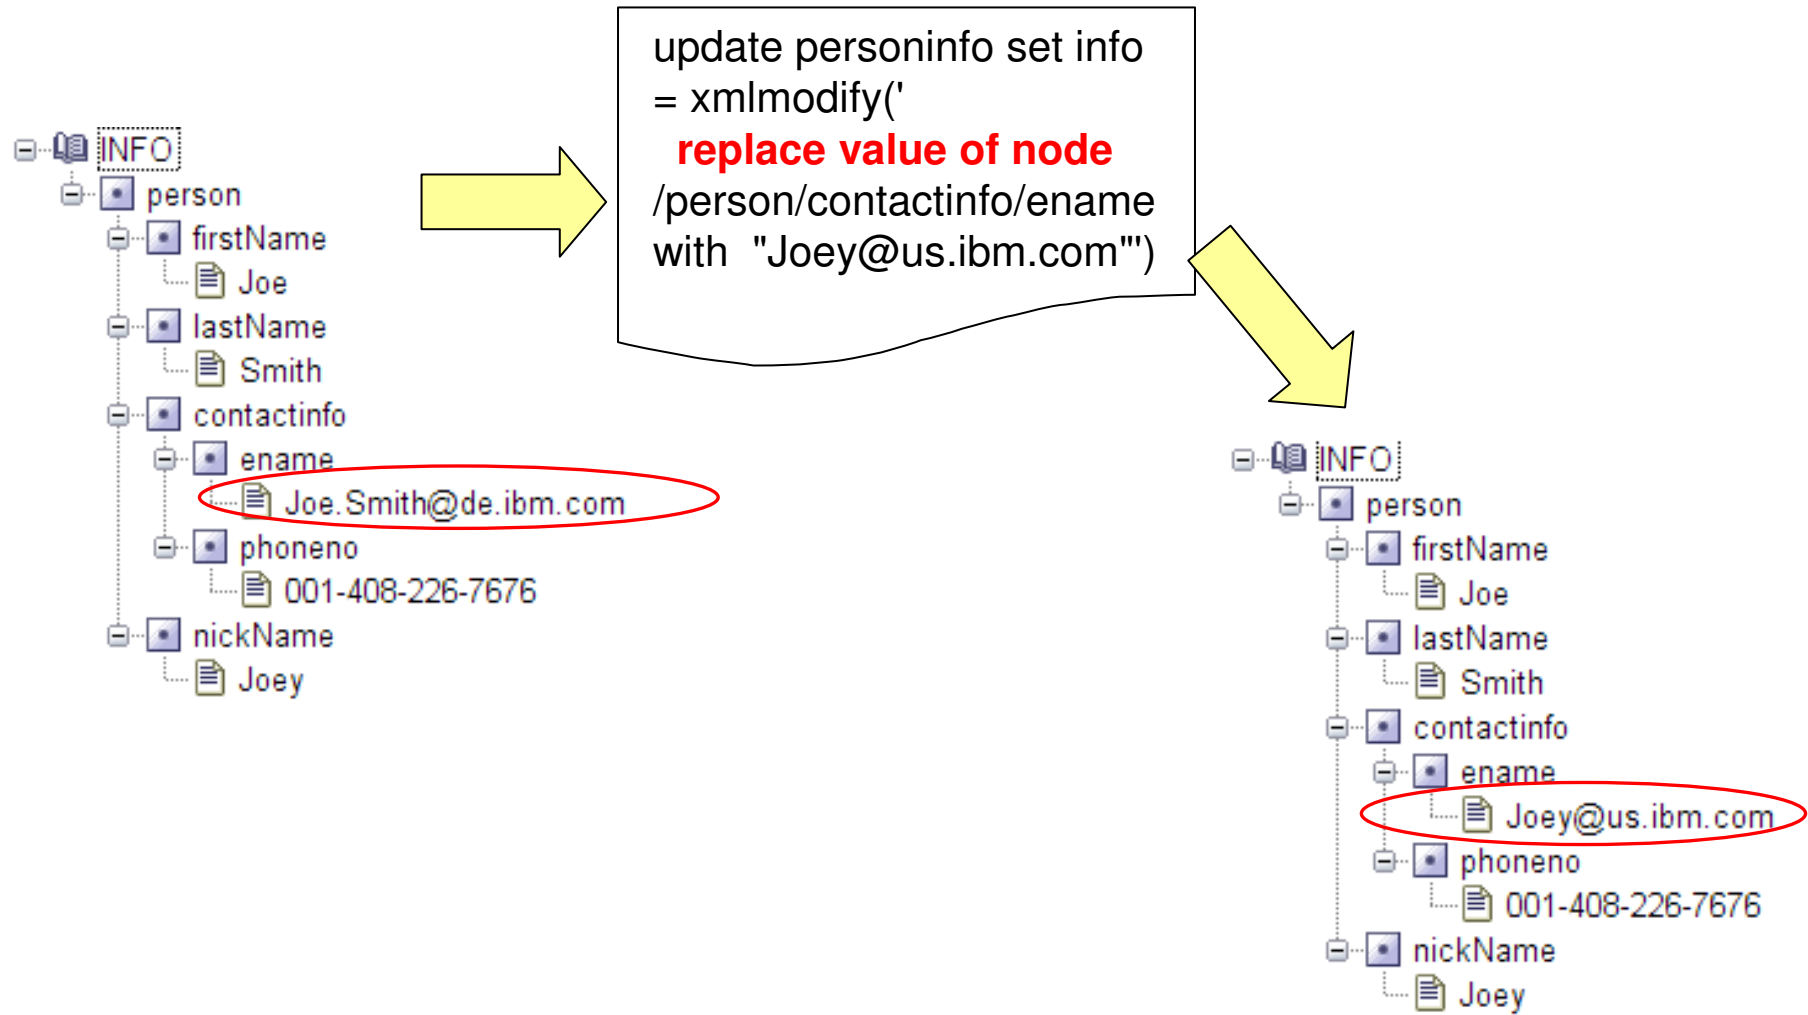 INFO
person
firstName
Joe
lastName
Smith
contactinfo
ename
Joe.Smith@de.ibm.com
phoneno
001-408-226-7676
nickName
Joey
update personinfo set info
= xmlmodify('
replace value of node
/person/contactinfo/ename
with "Joey@us.ibm.com"')
INFO
person
firstName
Joe
lastName
Smith
contactinfo
ename
Joey@us.ibm.com
phoneno
001-408-226-7676
nickName
Joey